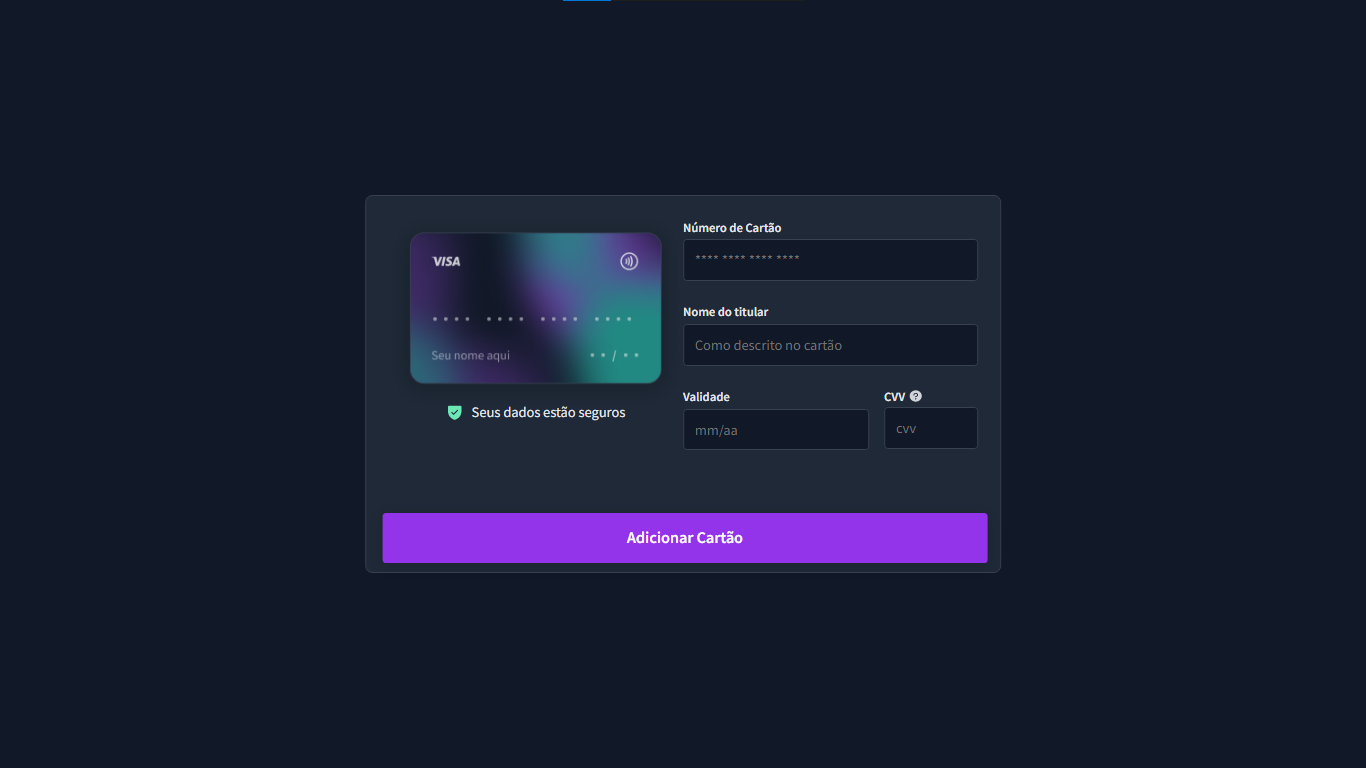 VISA
•••• •••• •••• ••••
Seu nome aqui
••/••
Seus dados estão seguros
Número de Cartão
**** **** **** ****
Nome do titular
Como descrito no cartão
Validade
mm/aa
CVV ?
cvv
Adicionar Cartão